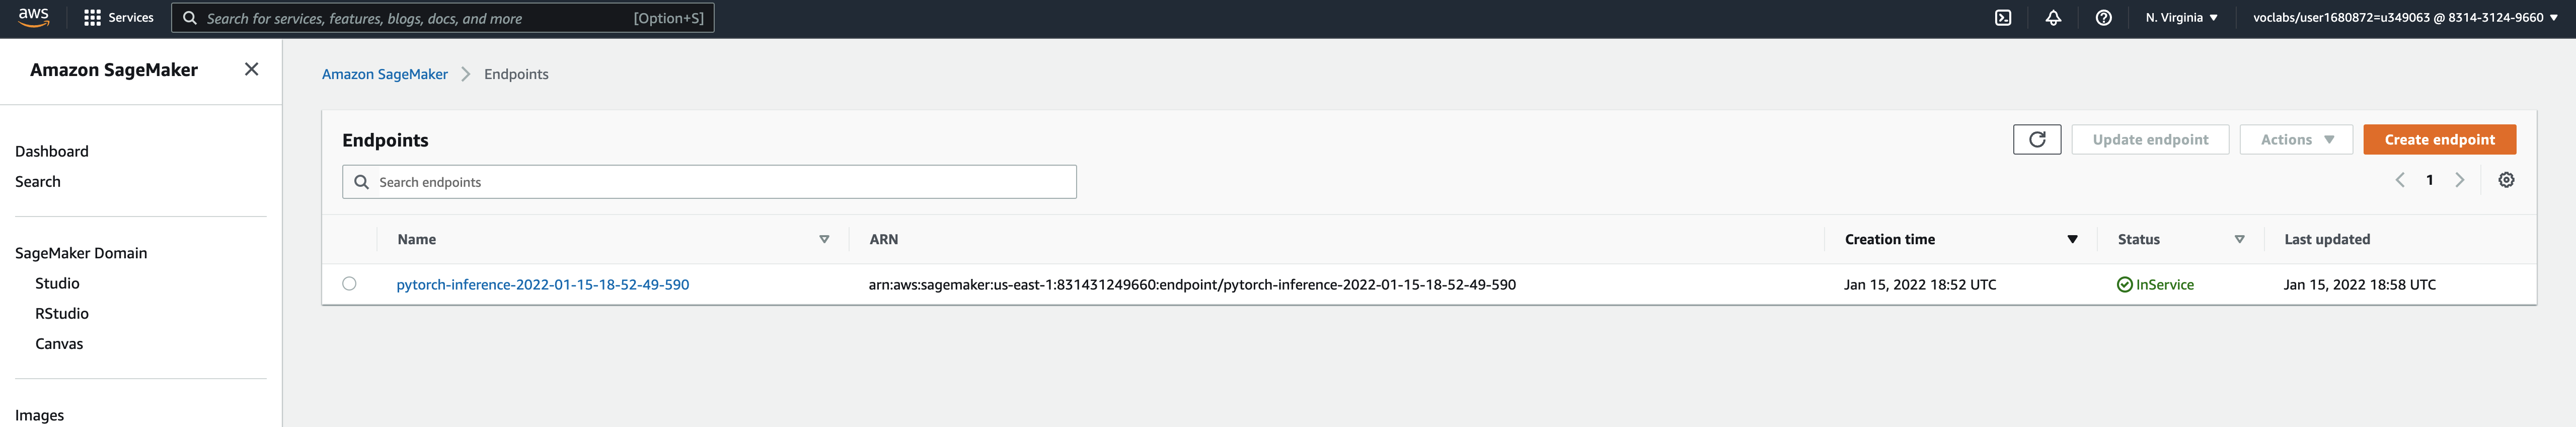 aws Services Search for services, features, blogs, docs, and more [Option+S] N. Virginia voclabs/user1680872=u349063 @ 8314-3124-9660
Amazon SageMaker
Dashboard
Search
SageMaker Domain
Studio
RStudio
Canvas
Images
Amazon SageMaker Endpoints
Endpoints
Update endpoint Actions Create endpoint
Search endpoints
1
Name ARN Creation time Status Last updated
pytorch-inference-2022-01-15-18-52-49-590 arn:aws:sagemaker:us-east-1:831431249660:endpoint/pytorch-inference-2022-01-15-18-52-49-590 Jan 15, 2022 18:52 UTC InService Jan 15, 2022 18:58 UTC